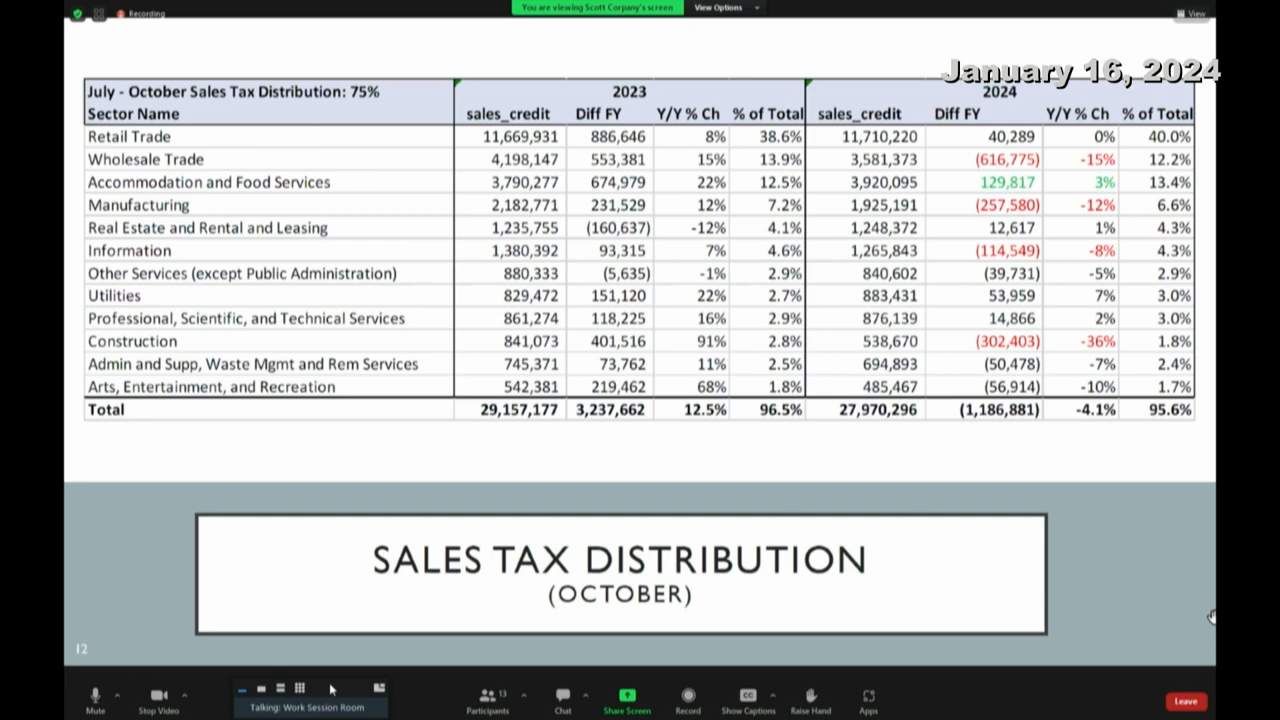 Recording
You are viewing Scott Corpany's screen
View Options
View
January 16, 2024
July - October Sales Tax Distribution: 75% 2023 2024
Sector Name sales_credit Diff FY Y/Y % Ch % of Total sales_credit Diff FY Y/Y % Ch % of Total
Retail Trade 11,669,931 886,646 8% 38.6% 11,710,220 40,289 0% 40.0%
Wholesale Trade 4,198,147 553,381 15% 13.9% 3,581,373 (616,775) -15% 12.2%
Accommodation and Food Services 3,790,277 674,979 22% 12.5% 3,920,095 129,817 3% 13.4%
Manufacturing 2,182,771 231,529 12% 7.2% 1,925,191 (257,580) -12% 6.6%
Real Estate and Rental and Leasing 1,235,755 (160,637) -12% 4.1% 1,248,372 12,617 1% 4.3%
Information 1,380,392 93,315 7% 4.6% 1,265,843 (114,549) -8% 4.3%
Other Services (except Public Administration) 880,333 (5,635) -1% 2.9% 840,602 (39,731) -5% 2.9%
Utilities 829,472 151,120 22% 2.7% 883,431 53,959 7% 3.0%
Professional, Scientific, and Technical Services 861,274 118,225 16% 2.9% 876,139 14,866 2% 3.0%
Construction 841,073 401,516 91% 2.8% 538,670 (302,403) -36% 1.8%
Admin and Supp, Waste Mgmt and Rem Services 745,371 73,762 11% 2.5% 694,893 (50,478) -7% 2.4%
Arts, Entertainment, and Recreation 542,381 219,462 68% 1.8% 485,467 (56,914) -10% 1.7%
Total 29,157,177 3,237,662 12.5% 96.5% 27,970,296 (1,186,881) -4.1% 95.6%
SALES TAX DISTRIBUTION
(OCTOBER)
12
Talking: Work Session Room
Mute
Stop Video
Participants 13
Chat
Share Screen
Record
Show Captions
Raise Hand
Apps
Leave